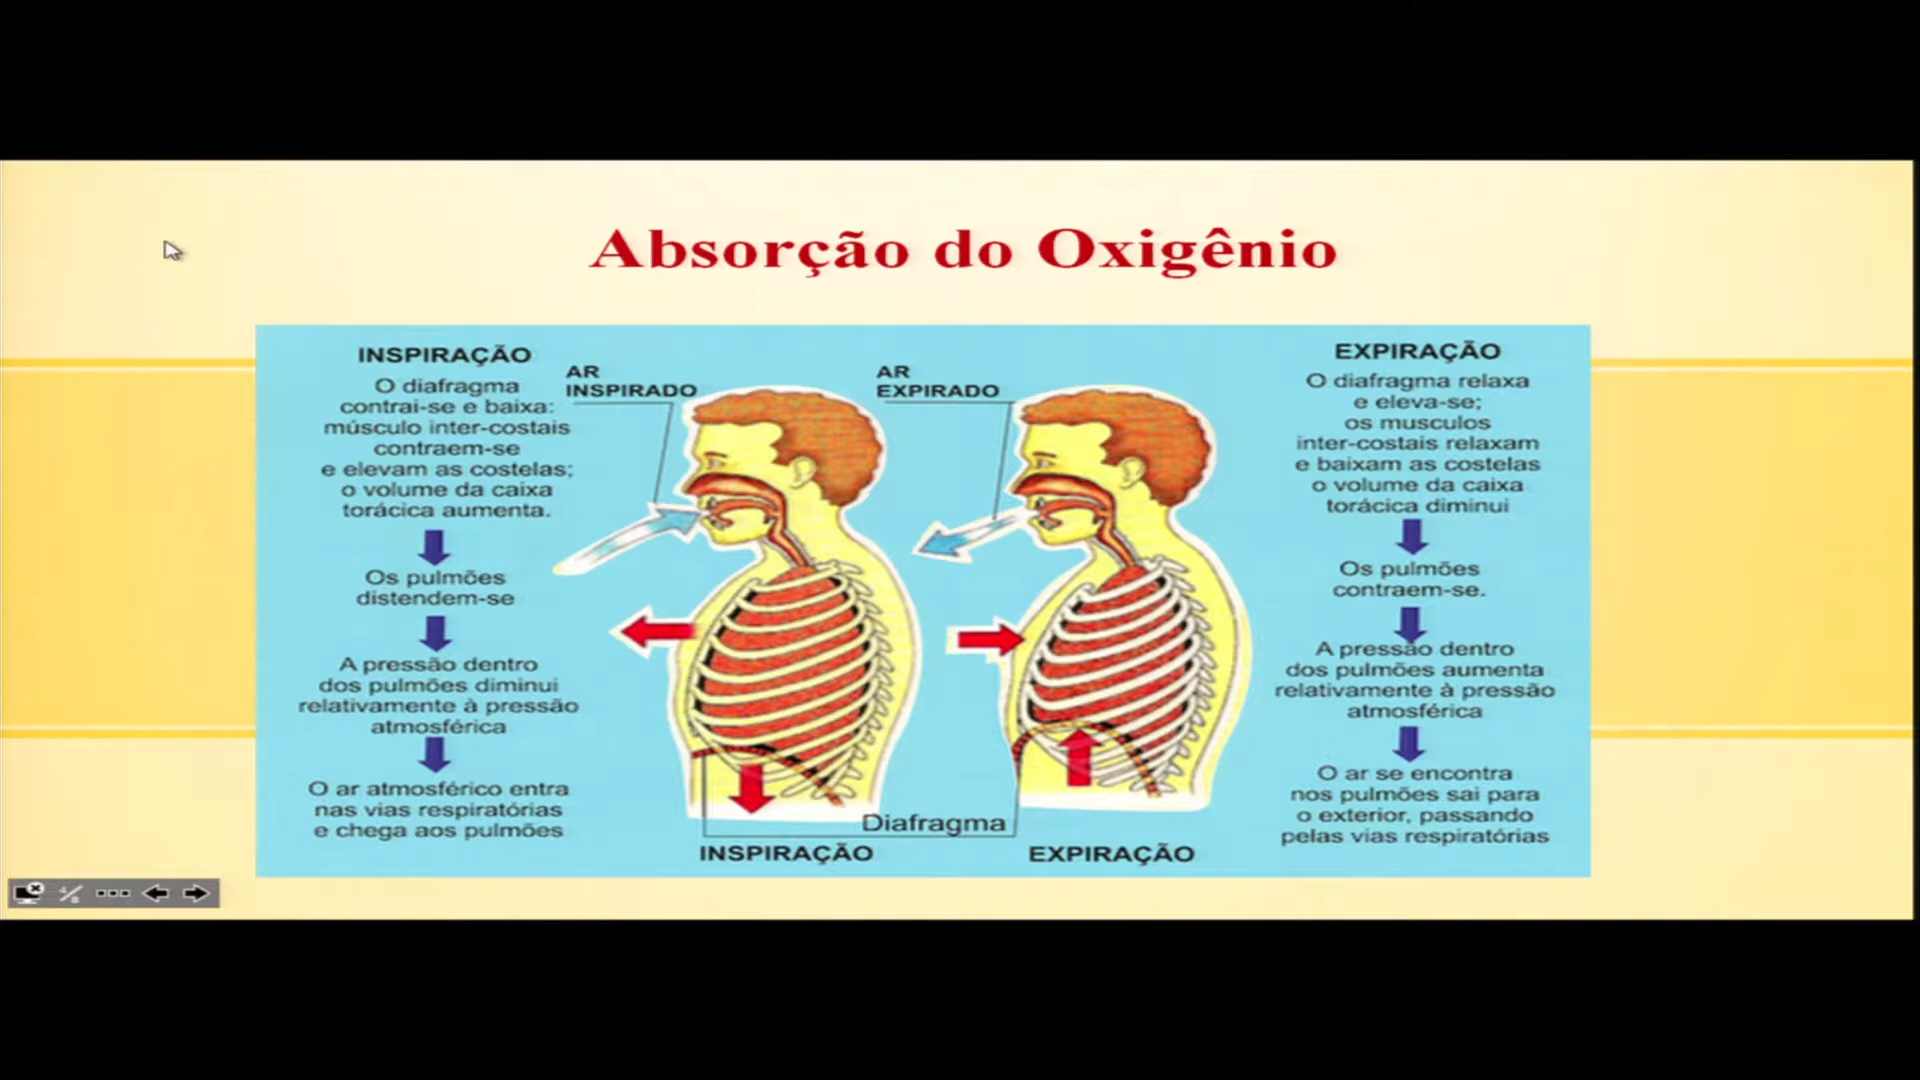 Absorção do Oxigênio
INSPIRAÇÃO
O diafragma
contrai-se e baixa:
músculo inter-costais
contraem-se
e elevam as costelas;
o volume da caixa
torácica aumenta.
Os pulmões
distendem-se
A pressão dentro
dos pulmões diminui
relativamente à pressão
atmosférica
O ar atmosférico entra
nas vias respiratórias
e chega aos pulmões
AR
INSPIRADO
AR
EXPIRADO
Diafragma
INSPIRAÇÃO
EXPIRAÇÃO
EXPIRAÇÃO
O diafragma relaxa
e eleva-se;
os musculos
inter-costais relaxam
e baixam as costelas
o volume da caixa
torácica diminui
Os pulmões
contraem-se.
A pressão dentro
dos pulmões aumenta
relativamente à pressão
atmosférica
O ar se encontra
nos pulmões sai para
o exterior, passando
pelas vias respiratórias
4/8